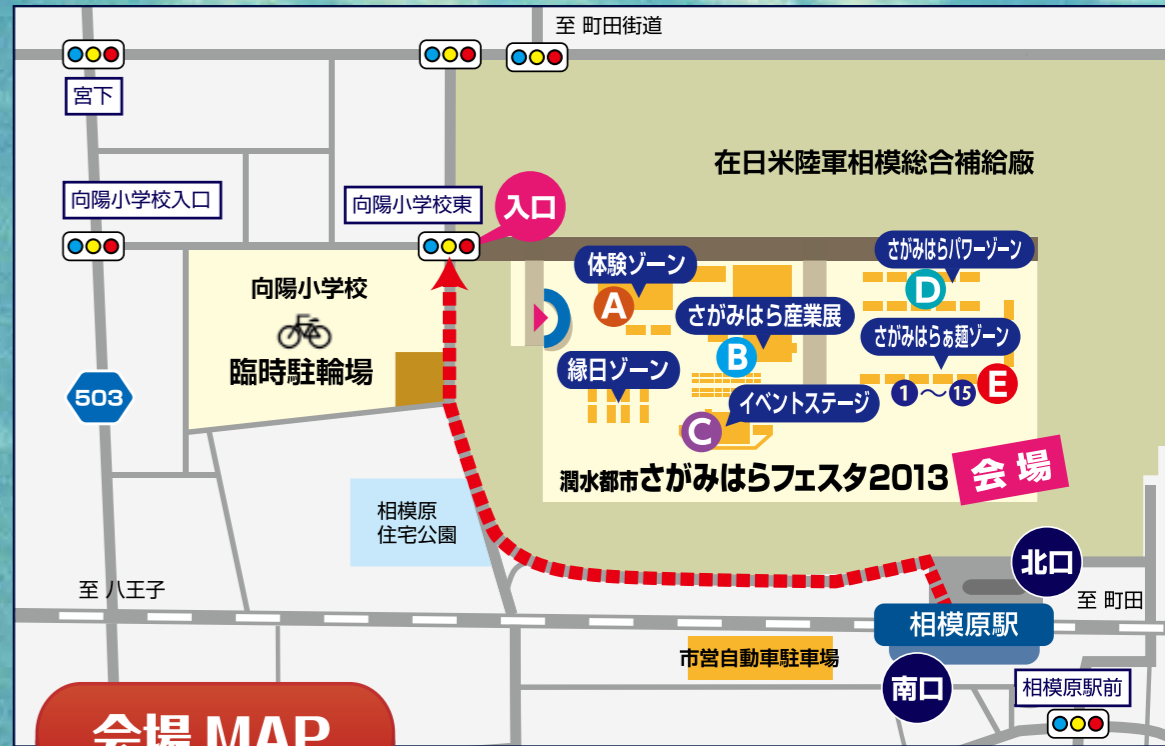 至 町田街道
宮下
在日米陸軍相模総合補給廠
向陽小学校入口
向陽小学校東
入口
体験ゾーン
A
さがみはらパワーゾーン
D
向陽小学校
臨時駐輪場
さがみはら産業展
B
さがみはらぁ麺ゾーン
1～15
E
縁日ゾーン
イベントステージ
C
503
潤水都市さがみはらフェスタ2013
会場
相模原
住宅公園
北口
至 八王子
至 町田
相模原駅
市営自動車駐車場
南口
相模原駅前
会場 MAP